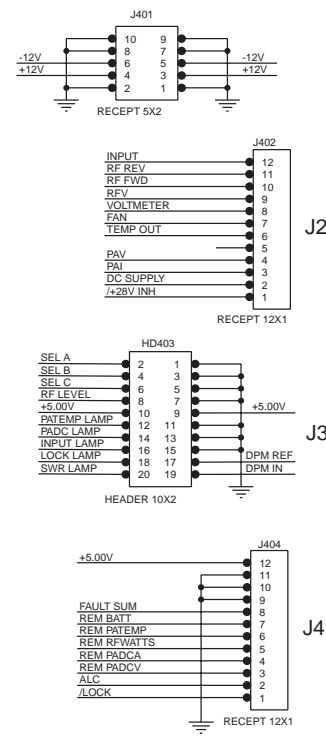 J401
10 9
8 7
-12V 6 5 -12V
+12V 4 3 +12V
2 1
RECEPT 5X2
J402
INPUT 12
RF REV 11
RF FWD 10
RFV 9
VOLTMETER 8
FAN 7
TEMP OUT 6
5
PAV 4
PAI 3
DC SUPPLY 2
/+28V INH 1
J2
RECEPT 12X1
HD403
SEL A 2 1
SEL B 4 3
SEL C 6 5
RF LEVEL 8 7
+5.00V 10 9 +5.00V
PATEMP LAMP 12 11
PADC LAMP 14 13
INPUT LAMP 16 15
LOCK LAMP 18 17 DPM REF
SWR LAMP 20 19 DPM IN
J3
HEADER 10X2
J404
+5.00V 12
11
10
9
FAULT SUM 8
REM BATT 7
REM PATEMP 6
REM RFWATTS 5
REM PADCA 4
REM PADCV 3
ALC 2
/LOCK 1
J4
RECEPT 12X1